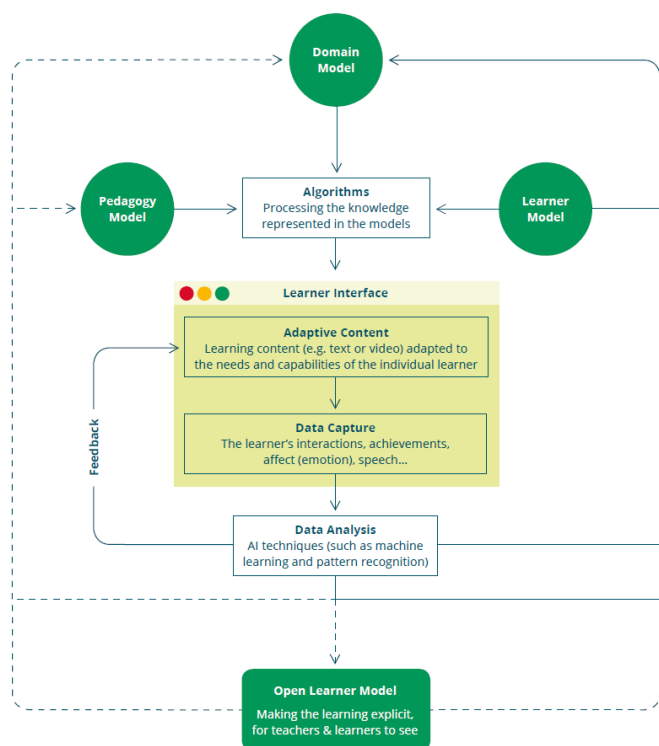 Domain
Model
Pedagogy
Model
Algorithms
Processing the knowledge
represented in the models
Learner
Model
Learner Interface
Adaptive Content
Learning content (e.g. text or video) adapted to
the needs and capabilities of the individual learner
Feedback
Data Capture
The learner’s interactions, achievements,
affect (emotion), speech...
Data Analysis
AI techniques (such as machine
learning and pattern recognition)
Open Learner Model
Making the learning explicit,
for teachers & learners to see